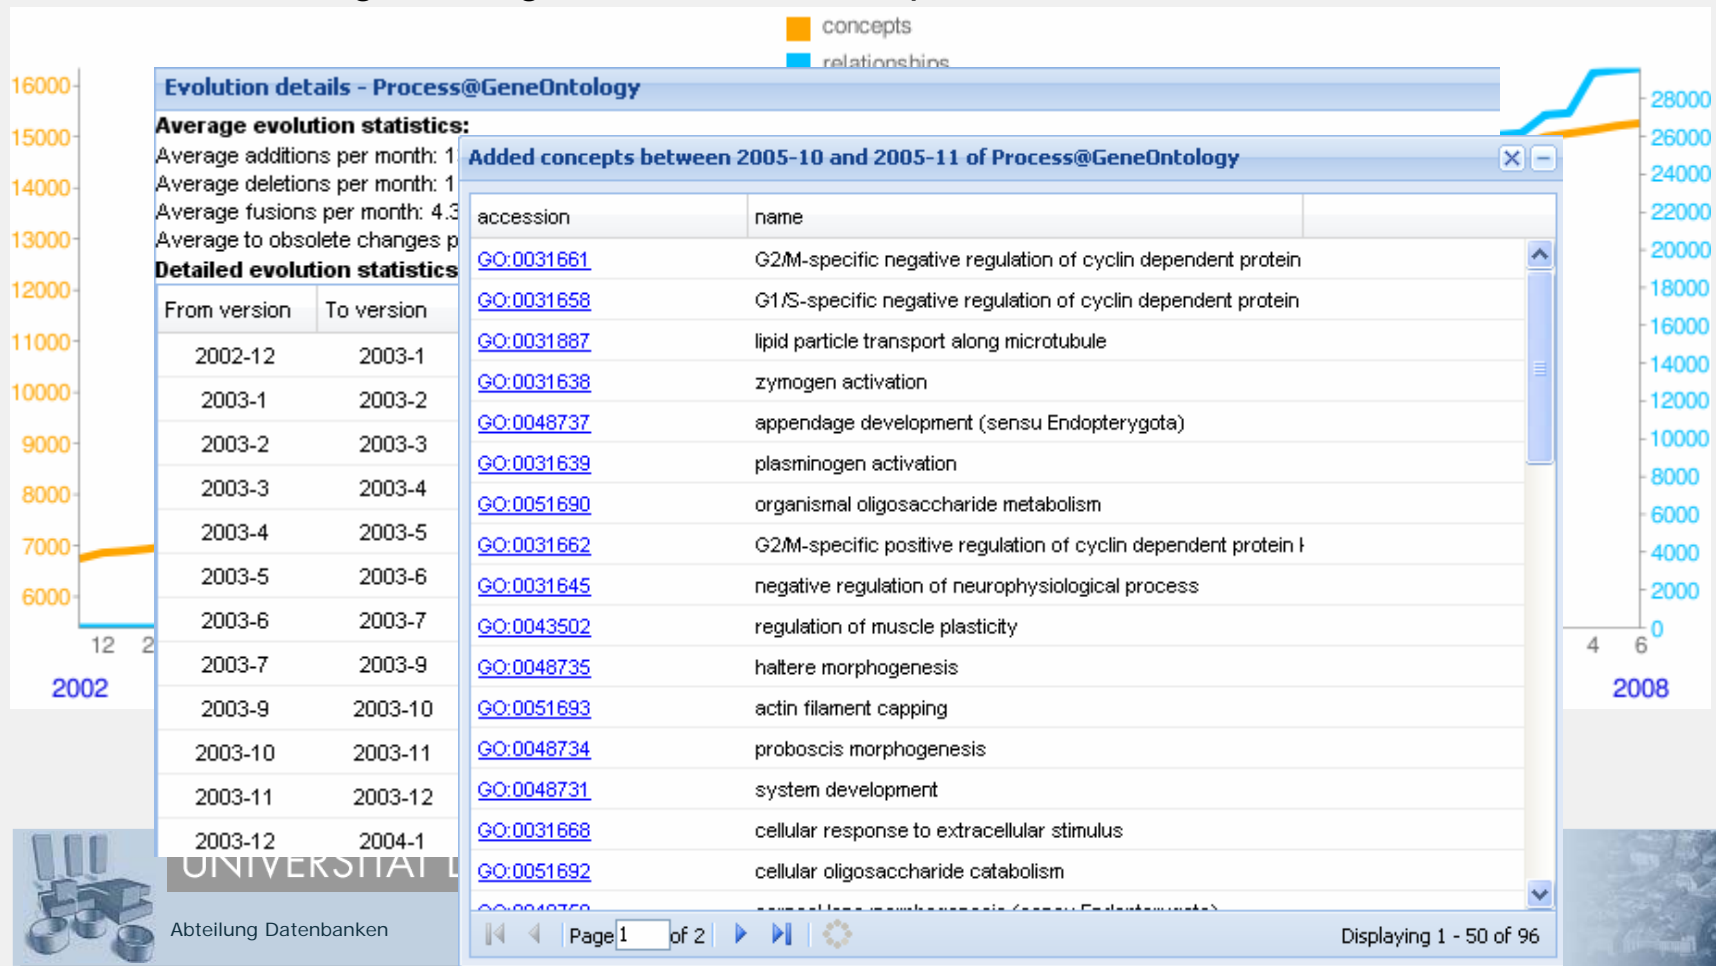 concepts
relationships
16000
15000
14000
13000
12000
11000
10000
9000
8000
7000
6000
12
2002
Evolution details - Process@GeneOntology
Average evolution statistics:
Average additions per month: 1
Average deletions per month: 1
Average fusions per month: 4.3
Average to obsolete changes p
Detailed evolution statistics
From version To version
2002-12 2003-1
2003-1 2003-2
2003-2 2003-3
2003-3 2003-4
2003-4 2003-5
2003-5 2003-6
2003-6 2003-7
2003-7 2003-9
2003-9 2003-10
2003-10 2003-11
2003-11 2003-12
2003-12 2004-1
Added concepts between 2005-10 and 2005-11 of Process@GeneOntology
accession name
GO:0031661 G2/M-specific negative regulation of cyclin dependent protein
GO:0031658 G1/S-specific negative regulation of cyclin dependent protein
GO:0031887 lipid particle transport along microtubule
GO:0031638 zymogen activation
GO:0048737 appendage development (sensu Endopterygota)
GO:0031639 plasminogen activation
GO:0051690 organismal oligosaccharide metabolism
GO:0031662 G2/M-specific positive regulation of cyclin dependent protein
GO:0031645 negative regulation of neurophysiological process
GO:0043502 regulation of muscle plasticity
GO:0048735 haltere morphogenesis
GO:0051693 actin filament capping
GO:0048734 proboscis morphogenesis
GO:0048731 system development
GO:0031668 cellular response to extracellular stimulus
GO:0051692 cellular oligosaccharide catabolism
Page 1 of 2
Displaying 1 - 50 of 96
28000
26000
24000
22000
20000
18000
16000
14000
12000
10000
8000
6000
4000
2000
0
4 6
2008
UNIVERSITÄT
Abteilung Datenbanken